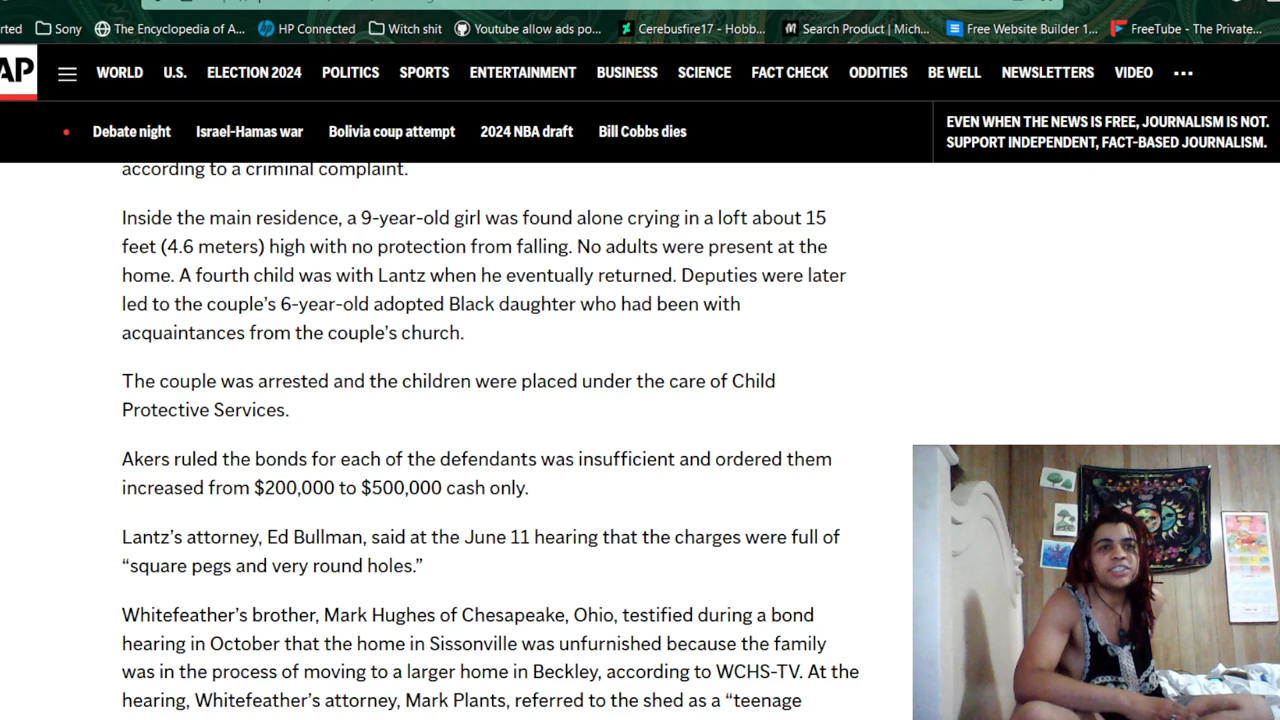 rted Sony The Encyclopedia of A... HP Connected Witch shit Youtube allow ads po... Cerebusfire17 - Hobb... Search Product | Mich... Free Website Builder 1... FreeTube - The Private...
AP WORLD U.S. ELECTION 2024 POLITICS SPORTS ENTERTAINMENT BUSINESS SCIENCE FACT CHECK ODDITIES BE WELL NEWSLETTERS VIDEO ...
Debate night Israel-Hamas war Bolivia coup attempt 2024 NBA draft Bill Cobbs dies
EVEN WHEN THE NEWS IS FREE, JOURNALISM IS NOT.
SUPPORT INDEPENDENT, FACT-BASED JOURNALISM.
according to a criminal complaint.
Inside the main residence, a 9-year-old girl was found alone crying in a loft about 15
feet (4.6 meters) high with no protection from falling. No adults were present at the
home. A fourth child was with Lantz when he eventually returned. Deputies were later
led to the couple’s 6-year-old adopted Black daughter who had been with
acquaintances from the couple’s church.
The couple was arrested and the children were placed under the care of Child
Protective Services.
Akers ruled the bonds for each of the defendants was insufficient and ordered them
increased from $200,000 to $500,000 cash only.
Lantz’s attorney, Ed Bullman, said at the June 11 hearing that the charges were full of
“square pegs and very round holes.”
Whitefeather’s brother, Mark Hughes of Chesapeake, Ohio, testified during a bond
hearing in October that the home in Sissonville was unfurnished because the family
was in the process of moving to a larger home in Beckley, according to WCHS-TV. At the
hearing, Whitefeather’s attorney, Mark Plants, referred to the shed as a “teenage